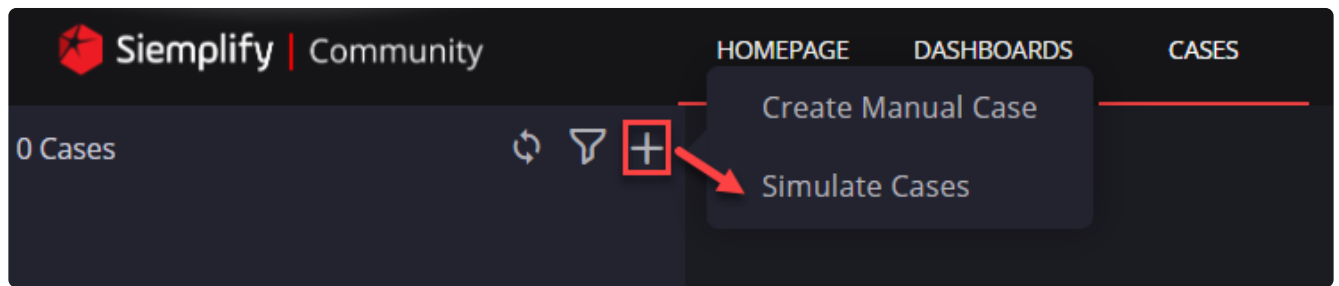 Siemplify | Community
HOMEPAGE DASHBOARDS CASES
Create Manual Case
0 Cases
Simulate Cases